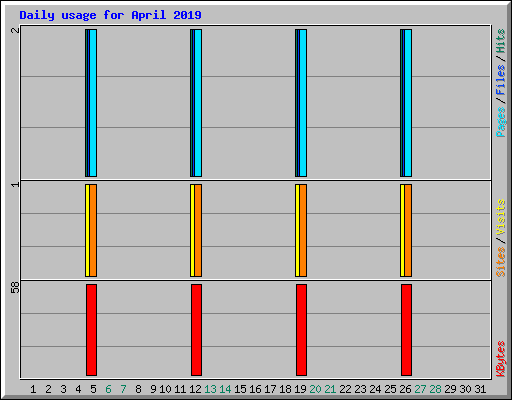 Daily usage for April 2019
2
1
58
Pages/Files/Hits
Sites/Visits
KBytes
1 2 3 4 5 6 7 8 9 10 11 12 13 14 15 16 17 18 19 20 21 22 23 24 25 26 27 28 29 30 31